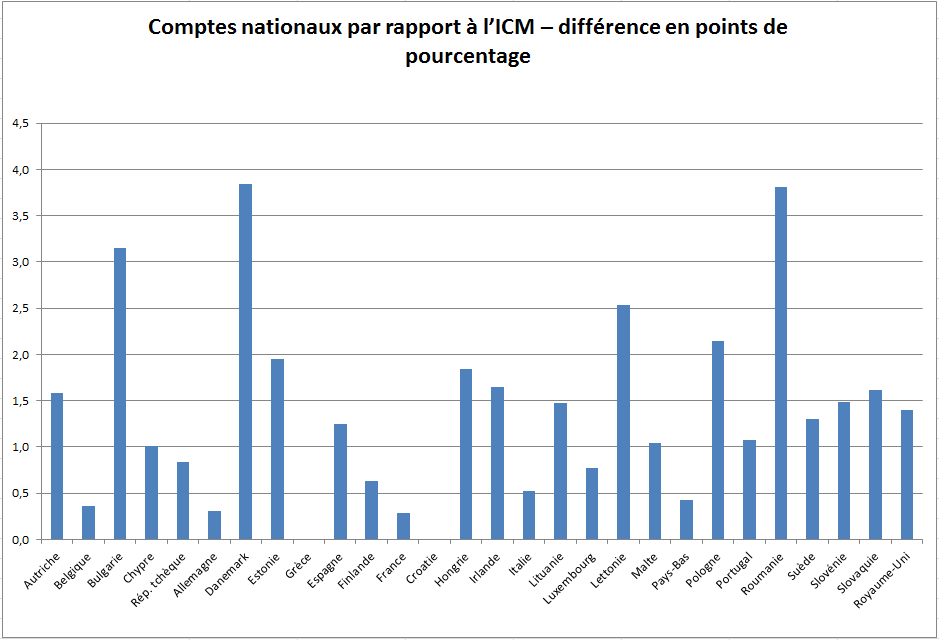 Comptes nationaux par rapport à l’ICM – différence en points de
pourcentage
4,5
4,0
3,5
3,0
2,5
2,0
1,5
1,0
0,5
0,0
Autriche
Belgique
Bulgarie
Chypre
Rép. tchèque
Allemagne
Danemark
Estonie
Grèce
Espagne
Finlande
France
Croatie
Hongrie
Irlande
Italie
Lituanie
Luxembourg
Lettonie
Malte
Pays-Bas
Pologne
Portugal
Roumanie
Suède
Slovénie
Slovaquie
Royaume-Uni